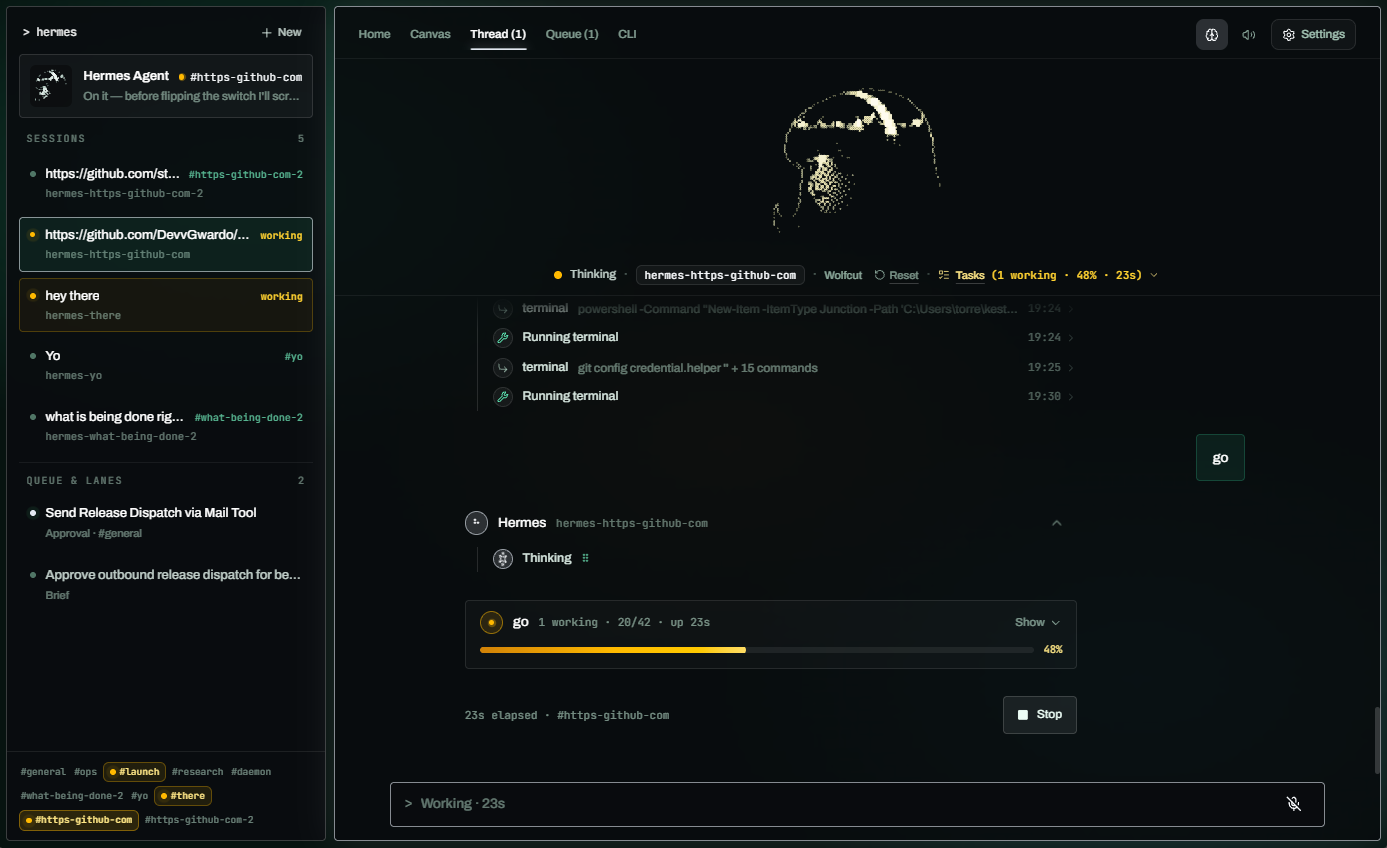 > hermes
+ New
Hermes Agent #https-github-com
On it — before flipping the switch I'll scr...
SESSIONS 5
https://github.com/st... #https-github-com-2
hermes-https-github-com-2
https://github.com/DevvGwardo/... working
hermes-https-github-com
hey there working
hermes-there
Yo #yo
hermes-yo
what is being done rig... #what-being-done-2
hermes-what-being-done-2
QUEUE & LANES 2
Send Release Dispatch via Mail Tool
Approval · #general
Approve outbound release dispatch for be...
Brief
#general #ops #launch #research #daemon
#what-being-done-2 #yo #there
#https-github-com #https-github-com-2
Home Canvas Thread (1) Queue (1) CLI
Settings
Thinking · hermes-https-github-com · Wolfcut Reset · Tasks (1 working · 48% · 23s)
terminal powershell -Command "New-Item -ItemType Junction -Path 'C:\Users\torre\kest... 19:24
Running terminal 19:24
terminal git config credential.helper '' + 15 commands 19:25
Running terminal 19:30
go
Hermes hermes-https-github-com
Thinking
go 1 working · 20/42 · up 23s Show
48%
23s elapsed · #https-github-com
Stop
> Working · 23s